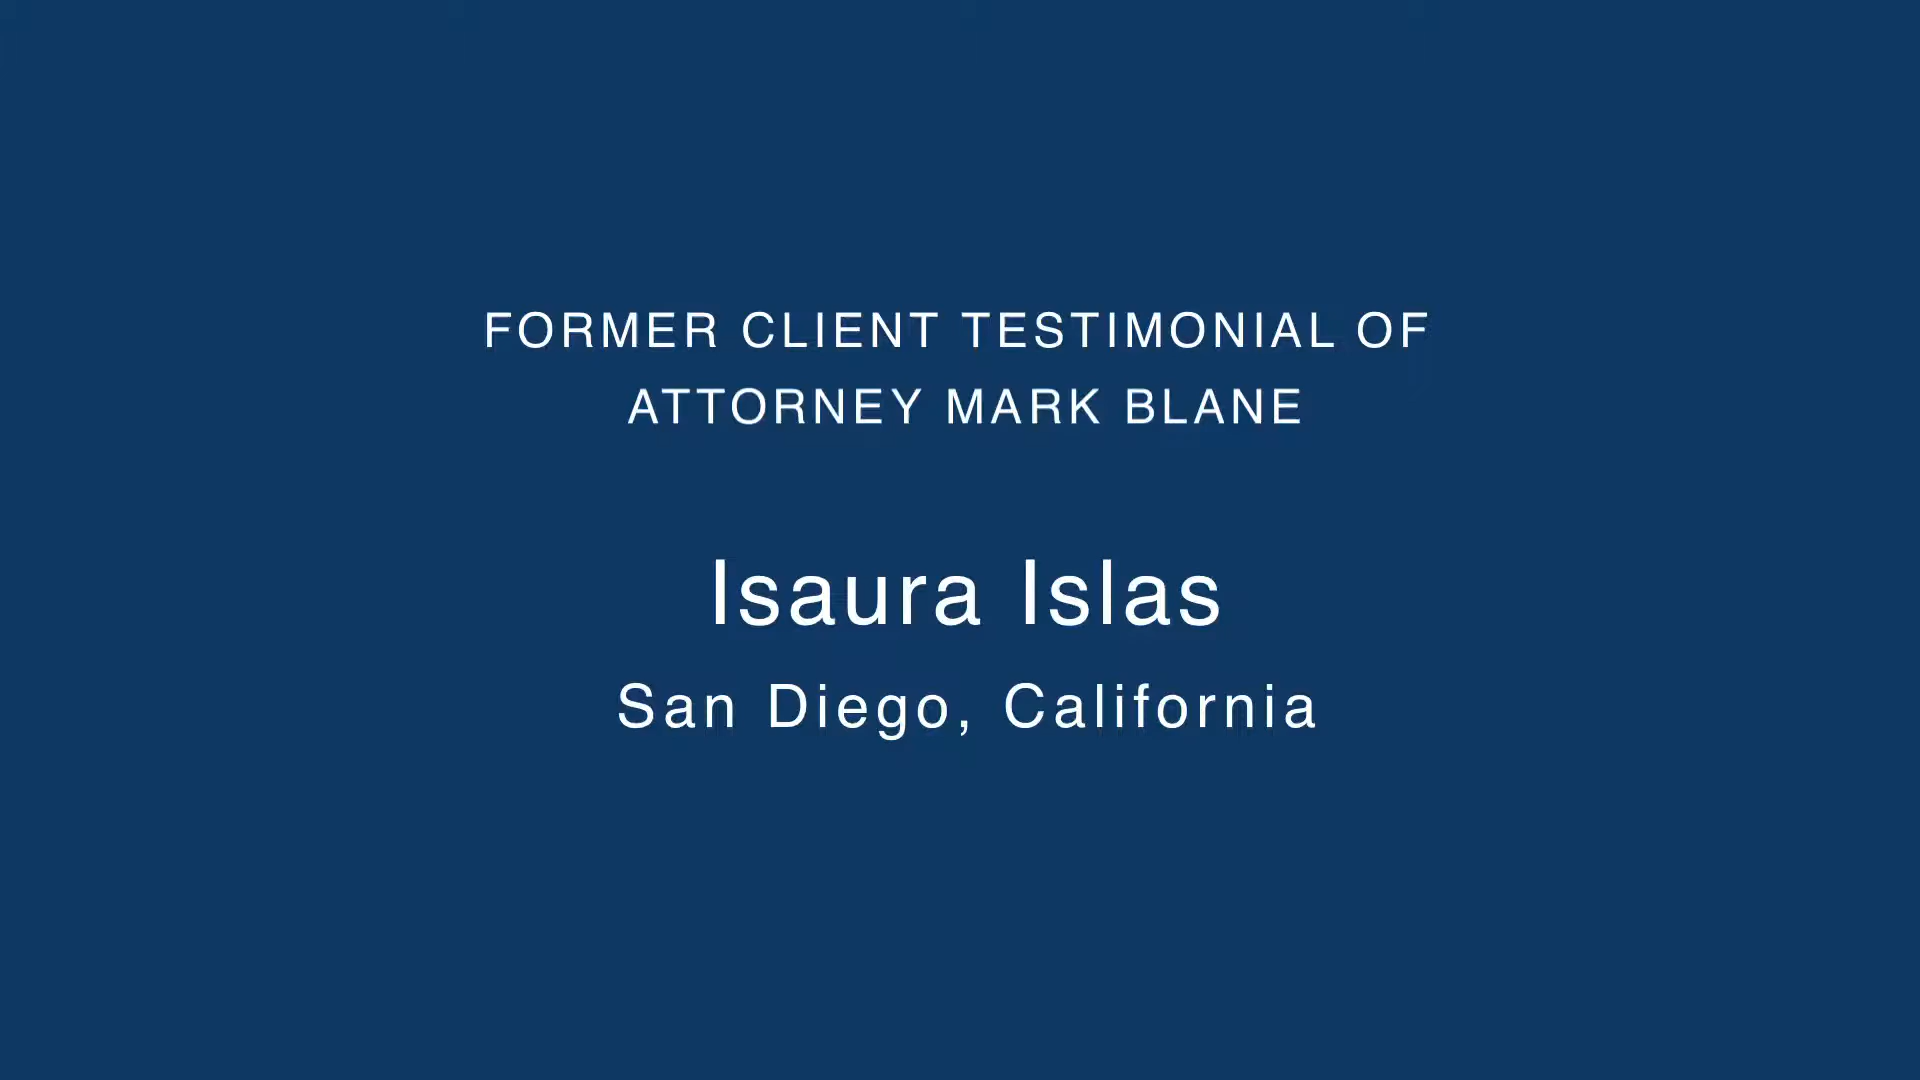 FORMER CLIENT TESTIMONIAL OF
ATTORNEY MARK BLANE
Isaura Islas
San Diego, California